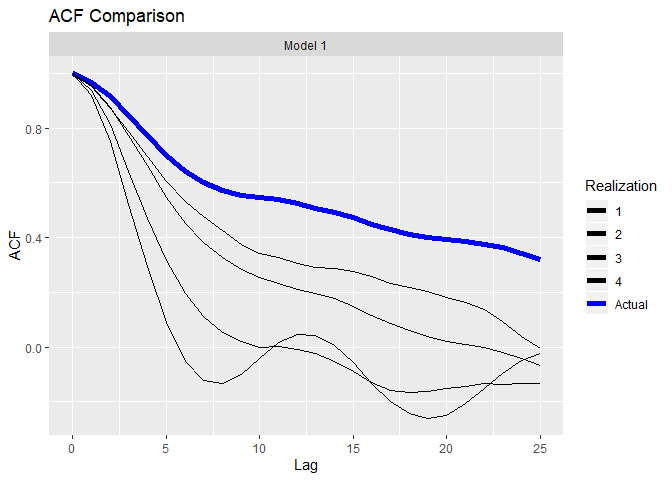 ACF Comparison
Model 1
ACF
0.8
0.4
0.0
0 5 10 15 20 25
Lag
Realization
1
2
3
4
Actual